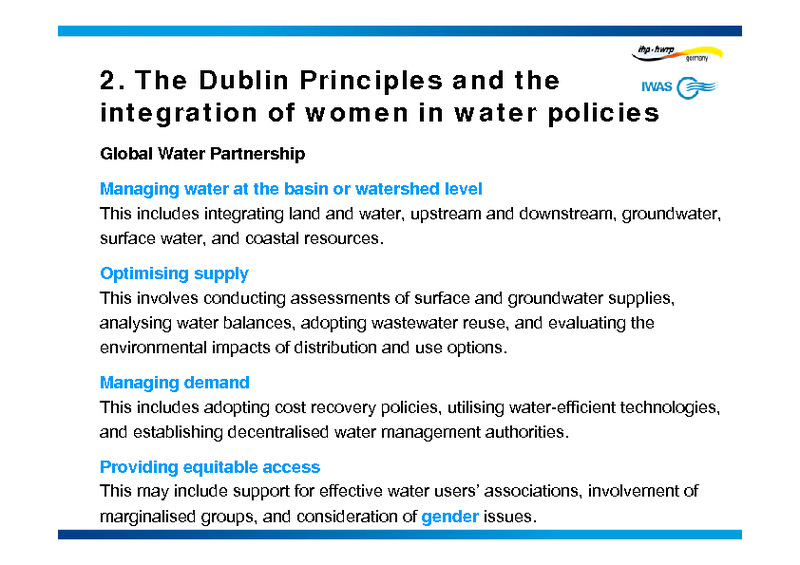 ihp - hwrp
germany
IWAS
2. The Dublin Principles and the
integration of women in water policies
Global Water Partnership
Managing water at the basin or watershed level
This includes integrating land and water, upstream and downstream, groundwater,
surface water, and coastal resources.
Optimising supply
This involves conducting assessments of surface and groundwater supplies,
analysing water balances, adopting wastewater reuse, and evaluating the
environmental impacts of distribution and use options.
Managing demand
This includes adopting cost recovery policies, utilising water-efficient technologies,
and establishing decentralised water management authorities.
Providing equitable access
This may include support for effective water users’ associations, involvement of
marginalised groups, and consideration of gender issues.